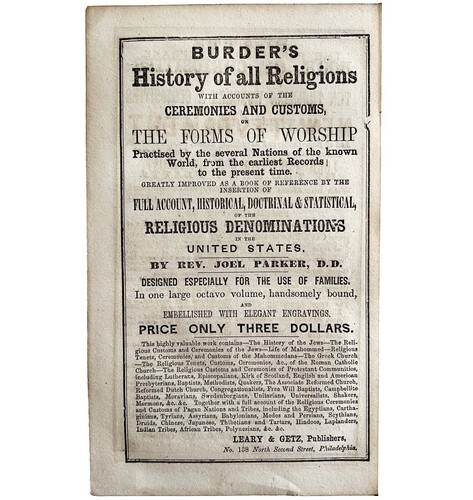 BURDER'S
History of all Religions
WITH ACCOUNTS OF THE
CEREMONIES AND CUSTOMS,
OR
THE FORMS OF WORSHIP
Practised by the several Nations of the known
World, from the earliest Records
to the present time.
GREATLY IMPROVED AS A BOOK OF REFERENCE BY THE
INSERTION OF
FULL ACCOUNT, HISTORICAL, DOCTRINAL & STATISTICAL,
OF THE
RELIGIOUS DENOMINATIONS
IN THE
UNITED STATES.
BY REV. JOEL PARKER, D.D.
DESIGNED ESPECIALLY FOR THE USE OF FAMILIES.
In one large octavo volume, handsomely bound,
AND
EMBELLISHED WITH ELEGANT ENGRAVINGS.
PRICE ONLY THREE DOLLARS.
This highly valuable work contains—The History of the Jews—The Reli-
gious Customs and Ceremonies of the Jews—Life of Mahommed—Religious
Tenets, Ceremonies, and Customs of the Mahommedans—The Greek Church
—The Religious Tenets, Customs, Ceremonies, &c., of the Roman Catholic
Church—The Religious Customs and Ceremonies of Protestant Communities,
including Lutherans, Episcopalians, Kirk of Scotland, English and American
Presbyterians, Baptists, Methodists, Quakers, The Associate Reformed Church,
Reformed Dutch Church, Congregationalists, Free Will Baptists, Campbellite
Baptists, Moravians, Swedenborgians, Unitarians, Universalists, Shakers,
Mormons, &c. &c. Together with a full account of the Religious Ceremonies
and Customs of Pagan Nations and Tribes, including the Egyptians, Cartha-
ginians, Tyrians, Assyrians, Babylonians, Medes and Persians, Scythians,
Druids, Chinese, Japanese, Thibetians and Tartars, Hindoos, Laplanders,
Indian Tribes, African Tribes, Polynesians, &c. &c.
LEARY & GETZ, Publishers,
No. 138 North Second Street, Philadelphia.